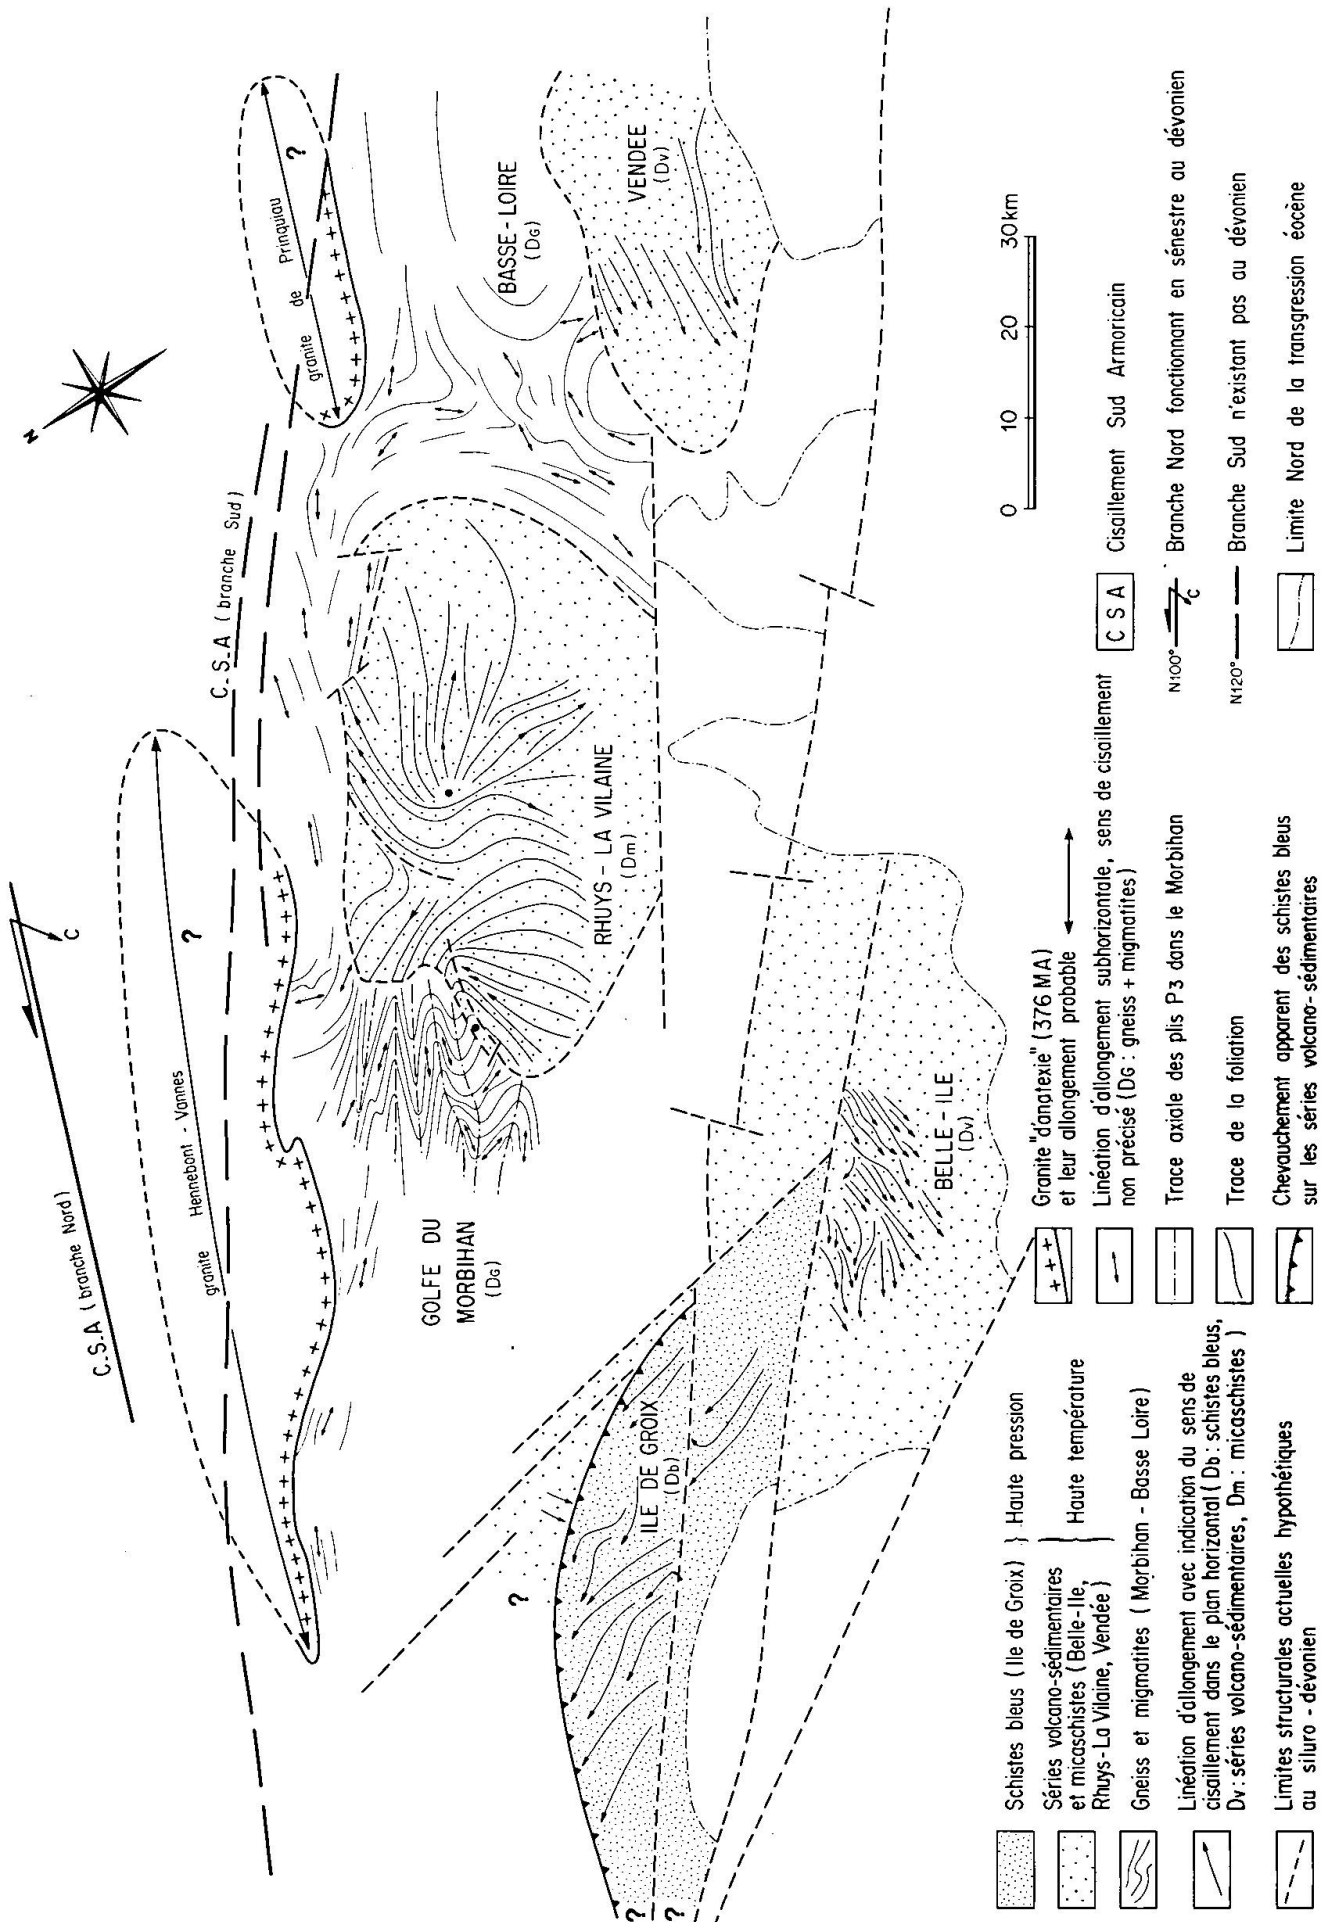 N
C.S.A (branche Nord)
C
C.S.A (branche Sud)
granite Hennebont - Vannes
?
granite de Prinquiau
?
GOLFE DU
MORBIHAN
(DG)
RHUYS - LA VILAINE
(Dm)
BASSE - LOIRE
(DG)
VENDEE
(Dv)
?
ILE DE GROIX
(Db)
BELLE - ILE
(Dv)
?
?
0 10 20 30 km
Schistes bleus (Ile de Groix) } Haute pression
Séries volcano-sédimentaires
et micaschistes (Belle-Ile,
Rhuys-La Vilaine, Vendée)
} Haute température
Gneiss et migmatites (Morbihan - Basse Loire)
Linéation d'allongement avec indication du sens de
cisaillement dans le plan horizontal (Db : schistes bleus,
Dv : séries volcano-sédimentaires, Dm : micaschistes )
Limites structurales actuelles hypothétiques
au siluro - dévonien
Granite "d'anatexie" (376 MA)
et leur allongement probable
Linéation d'allongement subhorizontale, sens de cisaillement
non précisé (DG : gneiss + migmatites)
Trace axiale des plis P3 dans le Morbihan
Trace de la foliation
Chevauchement apparent des schistes bleus
sur les séries volcano-sédimentaires
C S A Cisaillement Sud Armoricain
N100° C Branche Nord fonctionnant en sénestre au dévonien
N120° Branche Sud n'existant pas au dévonien
Limite Nord de la transgression éocène